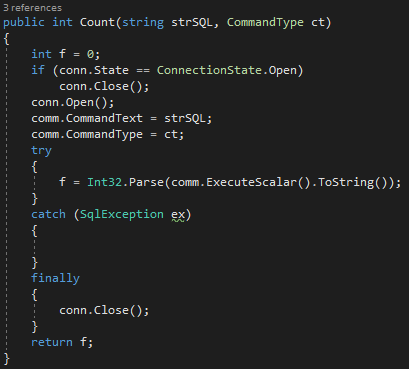 3 references
public int Count(string strSQL, CommandType ct)
{
int f = 0;
if (conn.State == ConnectionState.Open)
conn.Close();
conn.Open();
comm.CommandText = strSQL;
comm.CommandType = ct;
try
{
f = Int32.Parse(comm.ExecuteScalar().ToString());
}
catch (SqlException ex)
{
}
finally
{
conn.Close();
}
return f;
}